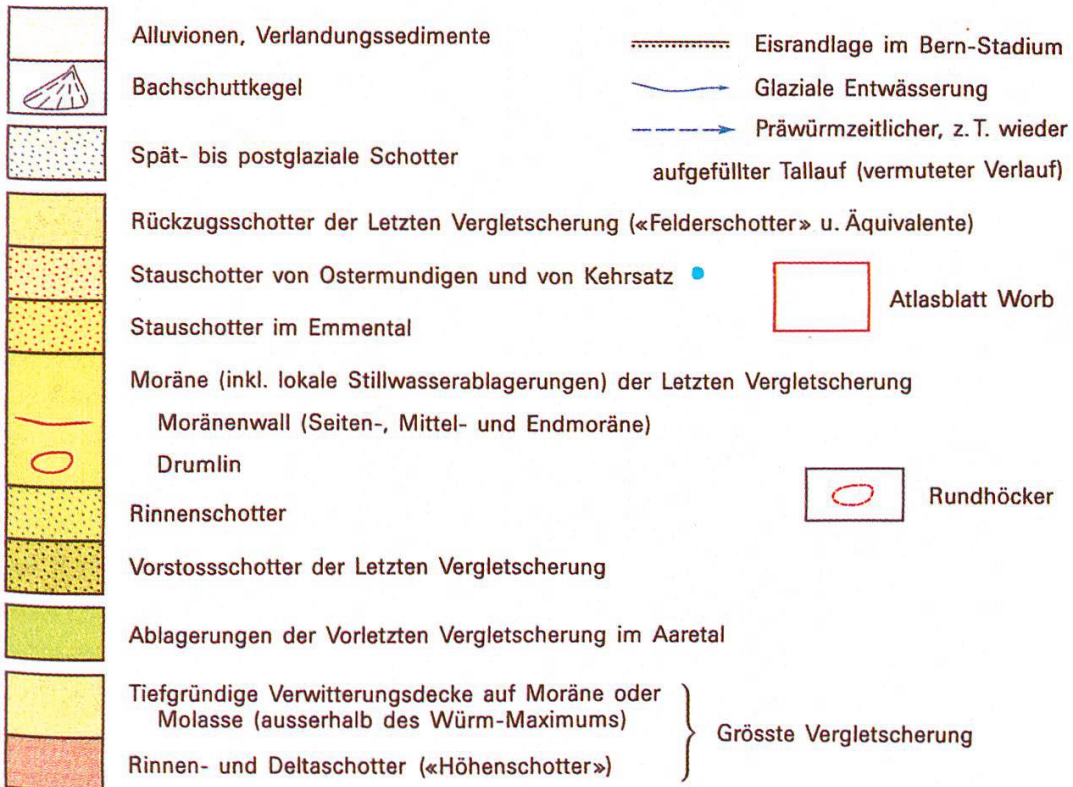 Alluvionen, Verlandungssedimente
Bachschuttkegel
Spät- bis postglaziale Schotter
Eisrandlage im Bern-Stadium
Glaziale Entwässerung
Präwürmzeitlicher, z.T. wieder
aufgefüllter Tallauf (vermuteter Verlauf)
Rückzugsschotter der Letzten Vergletscherung («Felderschotter» u. Äquivalente)
Stauschotter von Ostermundigen und von Kehrsatz
Stauschotter im Emmental
Atlasblatt Worb
Moräne (inkl. lokale Stillwasserablagerungen) der Letzten Vergletscherung
Moränenwall (Seiten-, Mittel- und Endmoräne)
Drumlin
Rinnenschotter
Rundhöcker
Vorstossschotter der Letzten Vergletscherung
Ablagerungen der Vorletzten Vergletscherung im Aaretal
Tiefgründige Verwitterungsdecke auf Moräne oder
Molasse (ausserhalb des Würm-Maximums)
Rinnen- und Deltaschotter («Höhenschotter»)
Grösste Vergletscherung